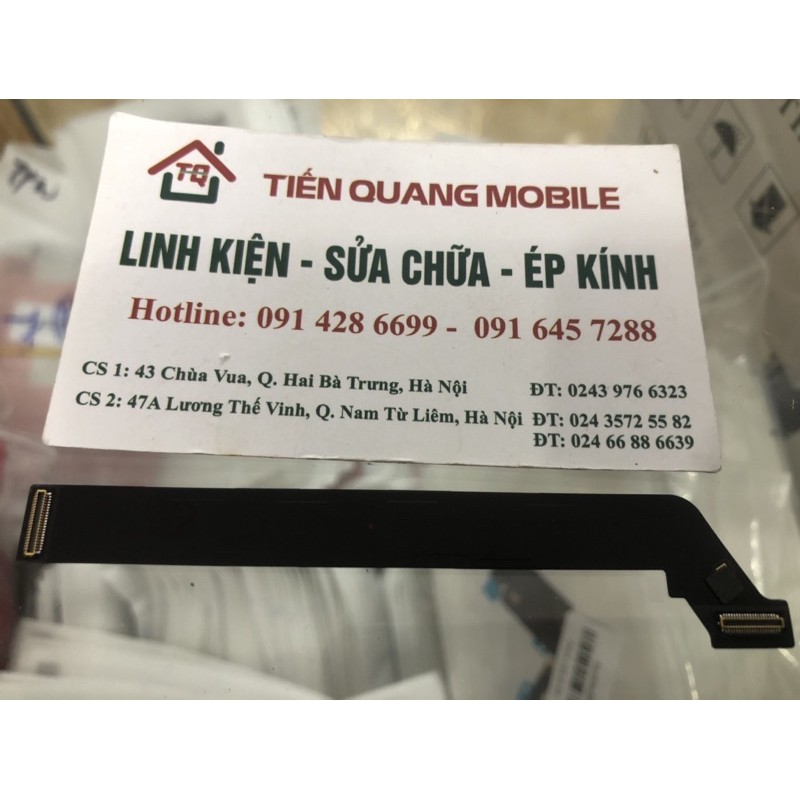 TQ TIẾN QUANG MOBILE
LINH KIỆN - SỬA CHỮA - ÉP KÍNH
Hotline: 091 428 6699 - 091 645 7288
CS 1: 43 Chùa Vua, Q. Hai Bà Trưng, Hà Nội ĐT: 0243 976 6323
CS 2: 47A Lương Thế Vinh, Q. Nam Từ Liêm, Hà Nội ĐT: 024 3572 55 82
ĐT: 024 66 88 6639